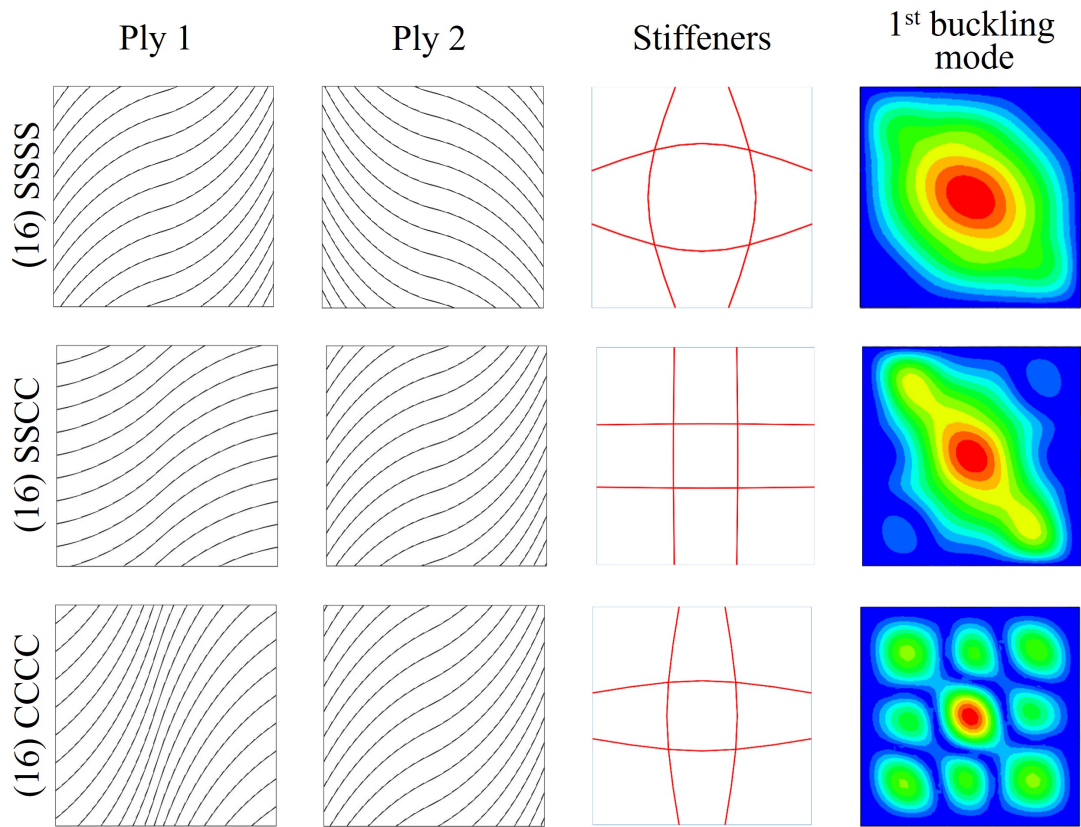 Ply 1
Ply 2
Stiffeners
1st buckling
mode
(16) SSSS
(16) SSCC
(16) CCCC